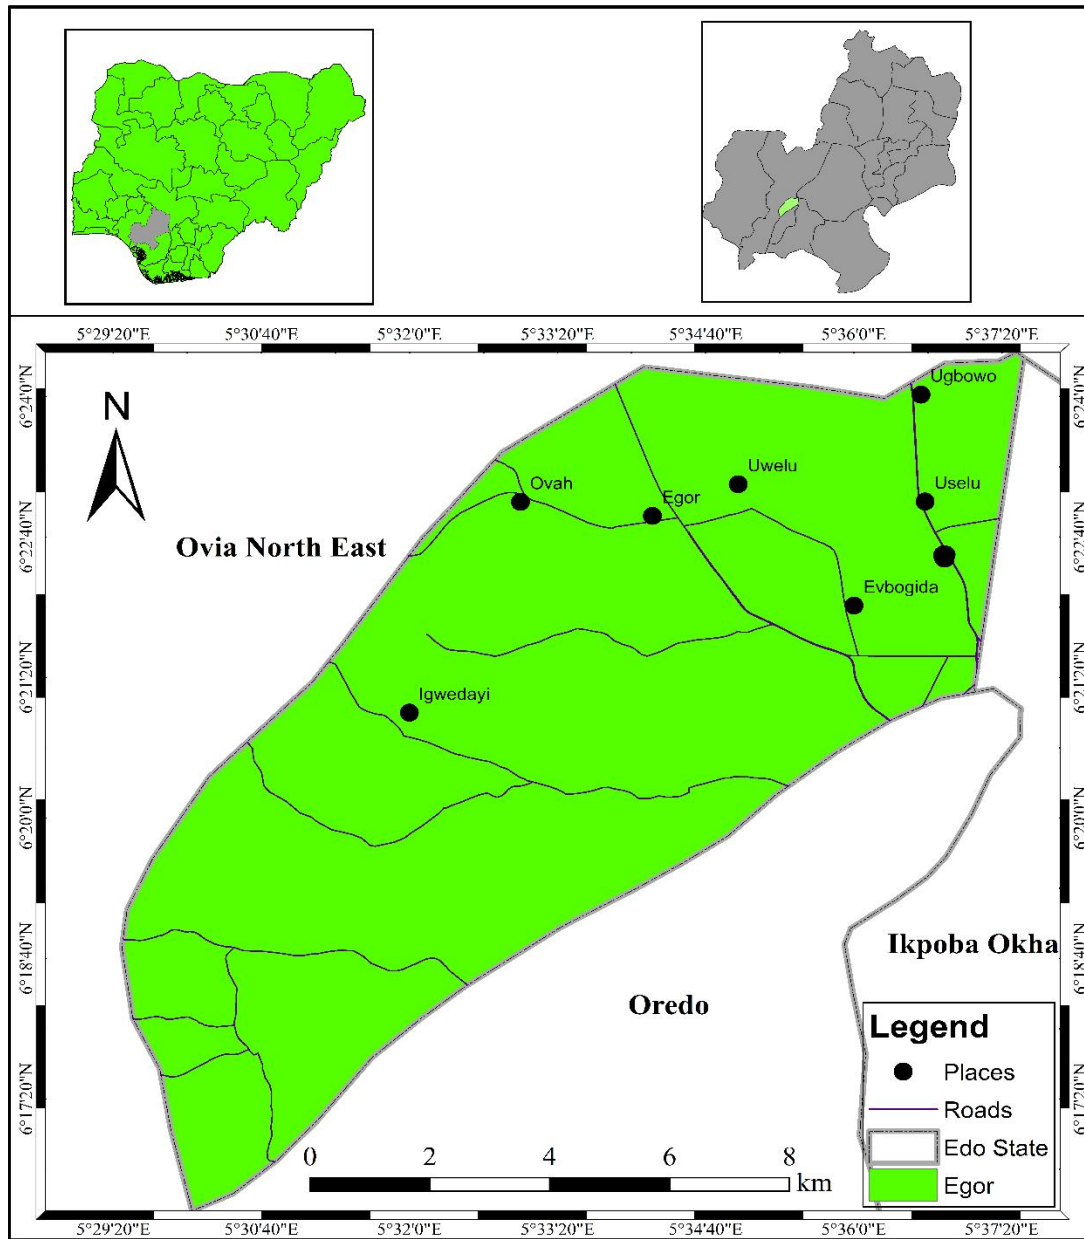 5°29'20"E 5°30'40"E 5°32'0"E 5°33'20"E 5°34'40"E 5°36'0"E 5°37'20"E
6°24'0"N
6°24'0"N
N
Ugbowo
Ovah
Egor
Uwelu
Uselu
6°22'40"N
6°22'40"N
Ovia North East
Evbogida
6°21'20"N
6°21'20"N
Igwedayi
6°20'0"N
6°20'0"N
6°18'40"N
6°18'40"N
Ikpoba Okha
Oredo
Legend
Places
Roads
Edo State
Egor
6°17'20"N
6°17'20"N
0 2 4 6 8
km
5°29'20"E 5°30'40"E 5°32'0"E 5°33'20"E 5°34'40"E 5°36'0"E 5°37'20"E